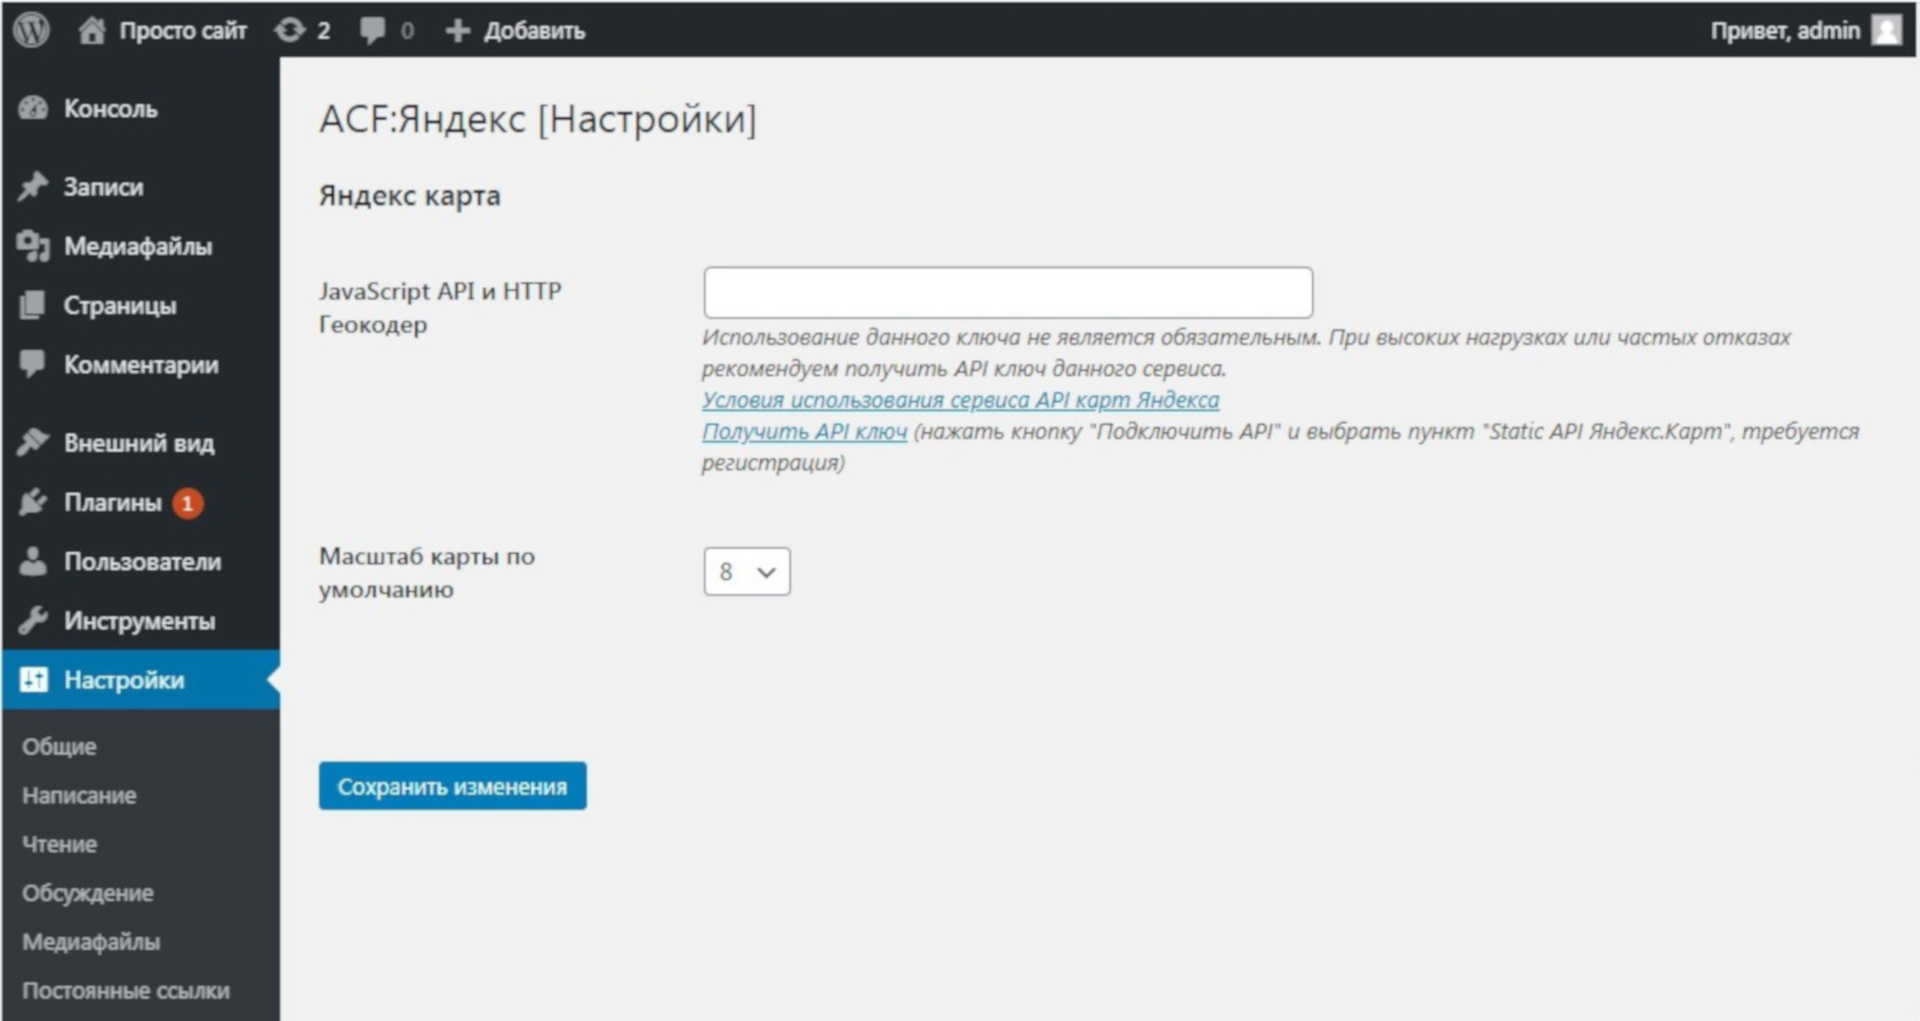 Просто сайт 2 0 Добавить Привет, admin
Консоль
Записи
Медиафайлы
Страницы
Комментарии
Внешний вид
Плагины 1
Пользователи
Инструменты
Настройки
Общие
Написание
Чтение
Обсуждение
Медиафайлы
Постоянные ссылки
ACF:Яндекс [Настройки]
Яндекс карта
JavaScript API и HTTP
Геокодер
Использование данного ключа не является обязательным. При высоких нагрузках или частых отказах
рекомендуем получить API ключ данного сервиса.
Условия использования сервиса API карт Яндекса
Получить API ключ (нажать кнопку "Подключить API" и выбрать пункт "Static API Яндекс.Карт", требуется
регистрация)
Масштаб карты по
умолчанию
8
Сохранить изменения